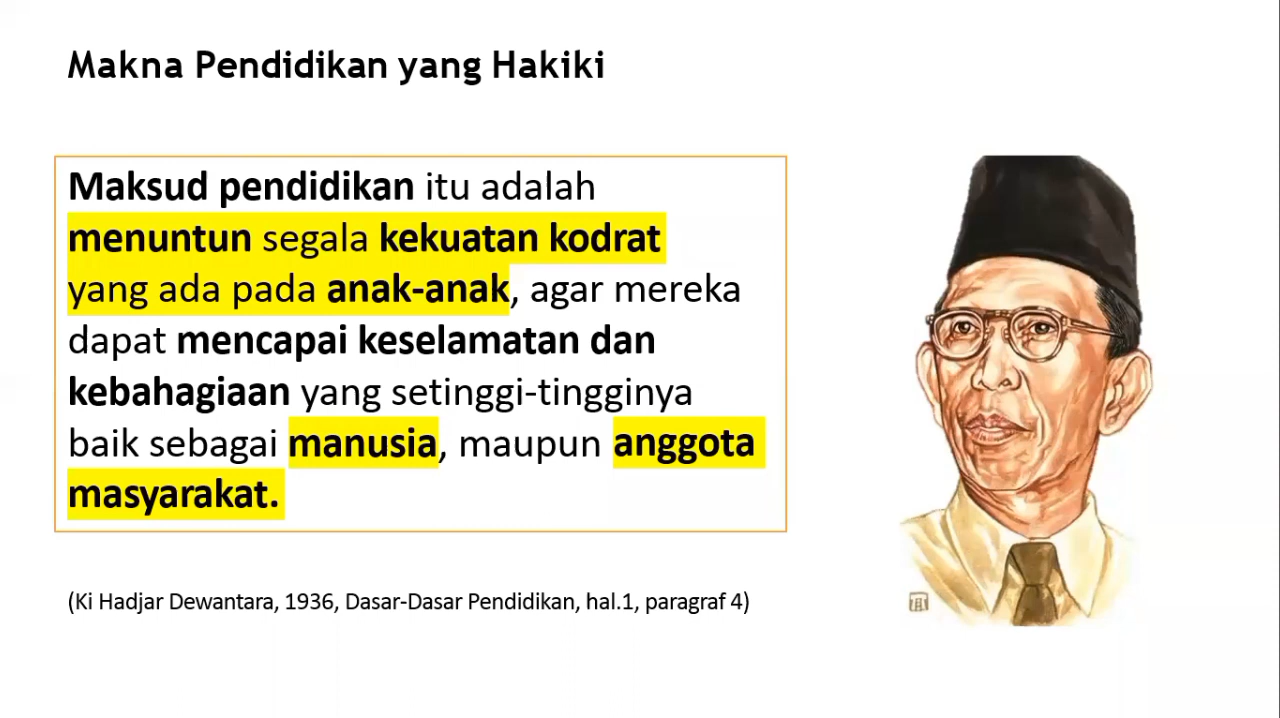 Makna Pendidikan yang Hakiki
Maksud pendidikan itu adalah
menuntun segala kekuatan kodrat
yang ada pada anak-anak, agar mereka
dapat mencapai keselamatan dan
kebahagiaan yang setinggi-tingginya
baik sebagai manusia, maupun anggota
masyarakat.
(Ki Hadjar Dewantara, 1936, Dasar-Dasar Pendidikan, hal.1, paragraf 4)